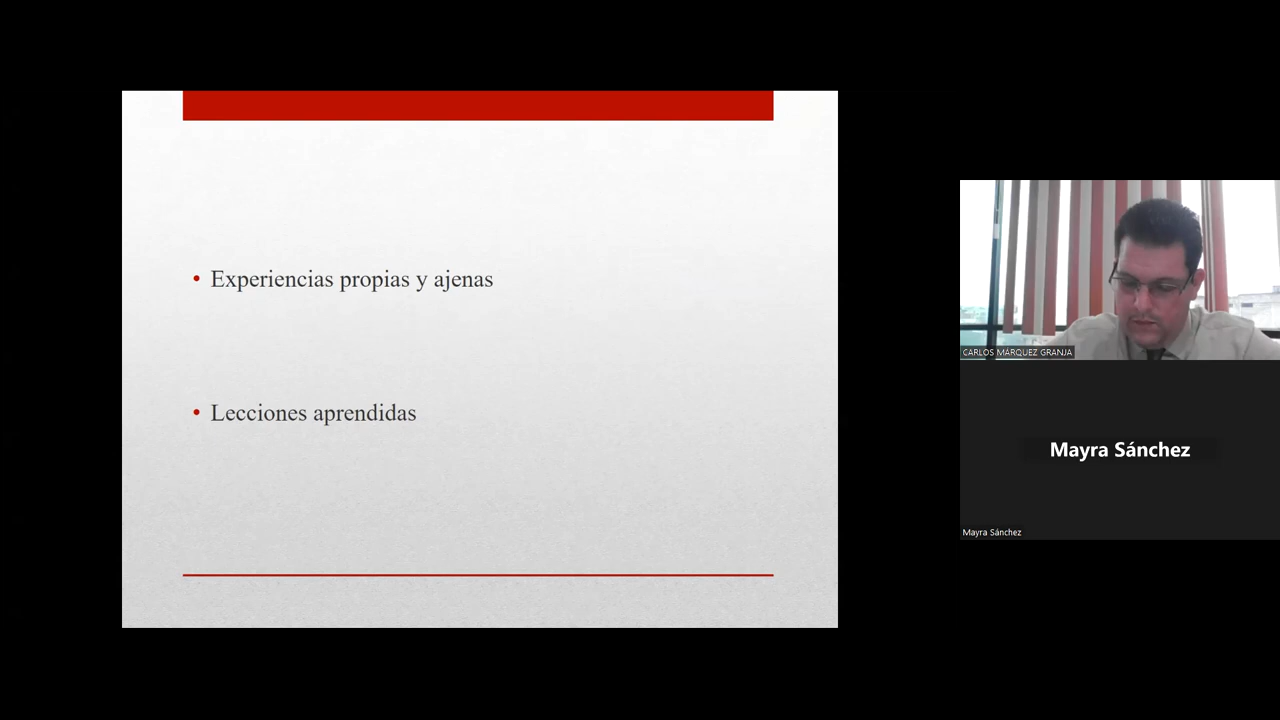 • Experiencias propias y ajenas
• Lecciones aprendidas
CARLOS MÁRQUEZ GRANJA
Mayra Sánchez
Mayra Sánchez